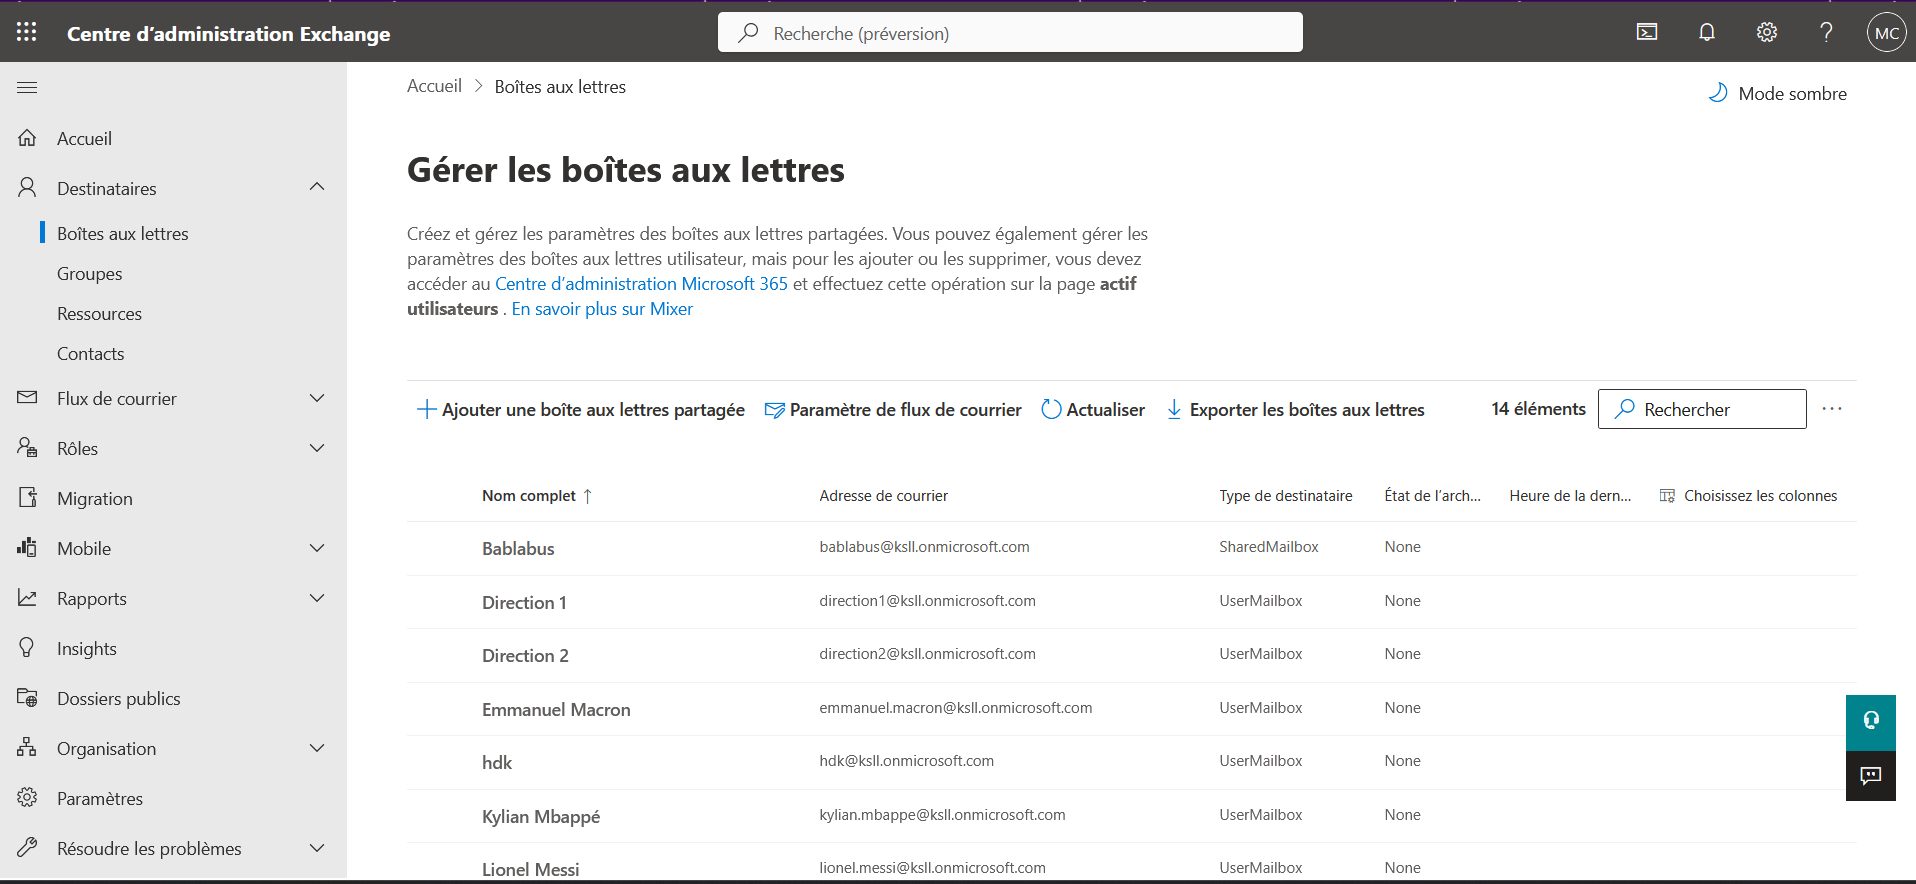 Centre d’administration Exchange
Recherche (préversion)
MC
Accueil
Destinataires
Boîtes aux lettres
Groupes
Ressources
Contacts
Flux de courrier
Rôles
Migration
Mobile
Rapports
Insights
Dossiers publics
Organisation
Paramètres
Résoudre les problèmes
Accueil > Boîtes aux lettres
Mode sombre
Gérer les boîtes aux lettres
Créez et gérez les paramètres des boîtes aux lettres partagées. Vous pouvez également gérer les
paramètres des boîtes aux lettres utilisateur, mais pour les ajouter ou les supprimer, vous devez
accéder au Centre d’administration Microsoft 365 et effectuez cette opération sur la page actif
utilisateurs . En savoir plus sur Mixer
Ajouter une boîte aux lettres partagée Paramètre de flux de courrier Actualiser Exporter les boîtes aux lettres 14 éléments Rechercher ...
Nom complet ↑ Adresse de courrier Type de destinataire État de l’arch... Heure de la dern... Choisissez les colonnes
Bablabus bablabus@ksll.onmicrosoft.com SharedMailbox None
Direction 1 direction1@ksll.onmicrosoft.com UserMailbox None
Direction 2 direction2@ksll.onmicrosoft.com UserMailbox None
Emmanuel Macron emmanuel.macron@ksll.onmicrosoft.com UserMailbox None
hdk hdk@ksll.onmicrosoft.com UserMailbox None
Kylian Mbappé kylian.mbappe@ksll.onmicrosoft.com UserMailbox None
Lionel Messi lionel.messi@ksll.onmicrosoft.com UserMailbox None